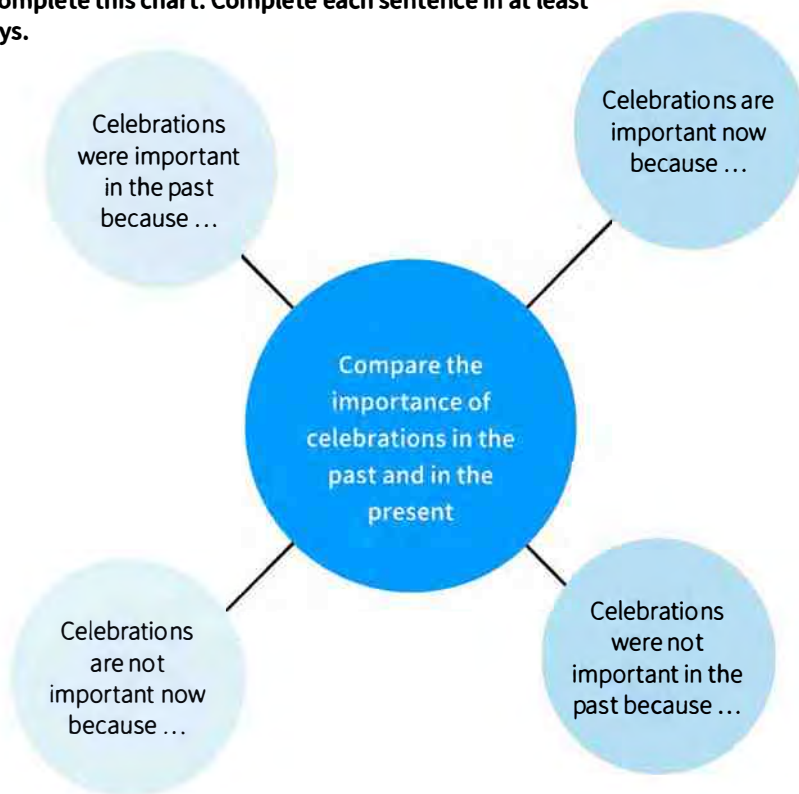 omplete this chart. Complete each sentence in at least
ys.
Celebrations
were important
in the past
because ...
Celebrations are
important now
because ...
Compare the
importance of
celebrations in the
past and in the
present
Celebrations
are not
important now
because ...
Celebrations
were not
important in the
past because ...